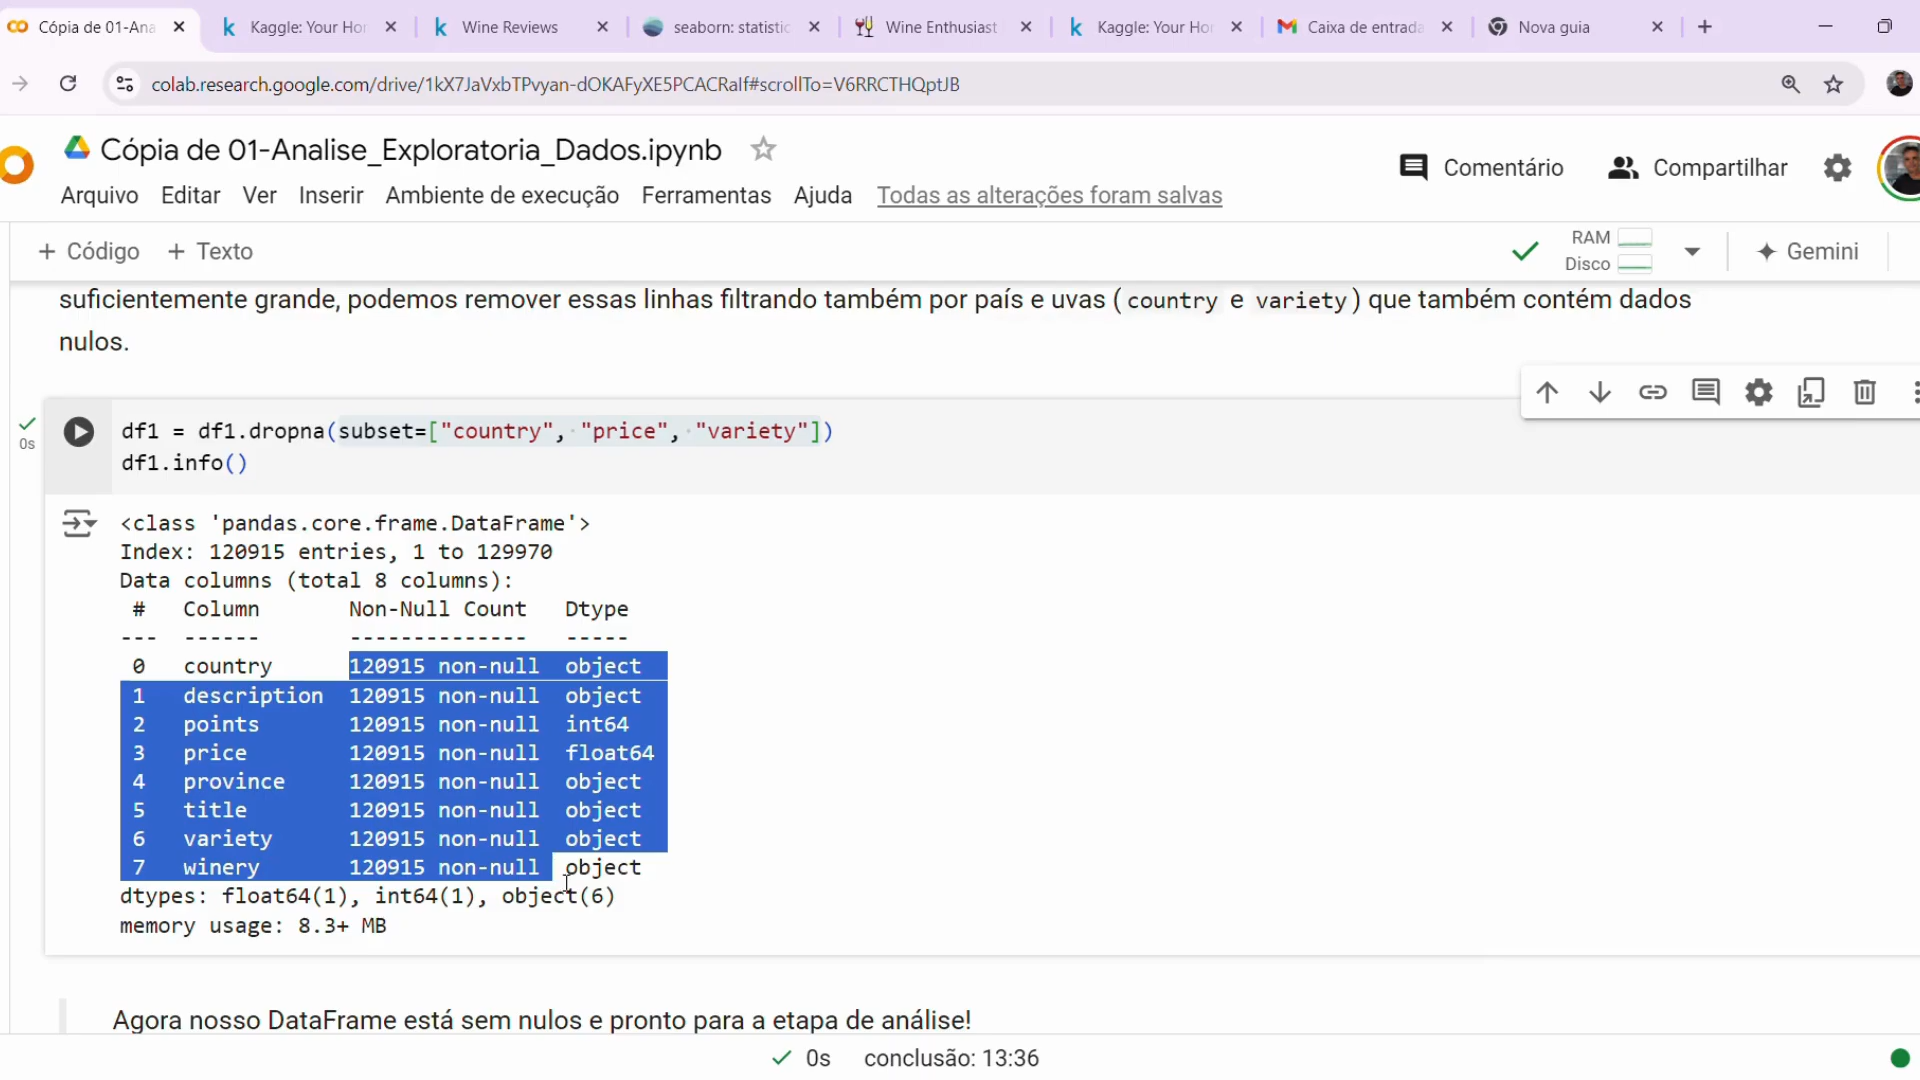 Cópia de 01-Ana
Kaggle: Your Ho
Wine Reviews
seaborn: statistic
Wine Enthusiast
Kaggle: Your Ho
Caixa de entrada
Nova guia
colab.research.google.com/drive/1kX7JaVxbTPvyan-dOKAFyXE5PCACRaIf#scrollTo=V6RRCTHQptJB
Cópia de 01-Analise_Exploratoria_Dados.ipynb
Comentário
Compartilhar
Arquivo Editar Ver Inserir Ambiente de execução Ferramentas Ajuda Todas as alterações foram salvas
+ Código + Texto
RAM
Disco
Gemini
suficientemente grande, podemos remover essas linhas filtrando também por país e uvas (country e variety) que também contém dados
nulos.
0s
df1 = df1.dropna(subset=["country", "price", "variety"])
df1.info()
<class 'pandas.core.frame.DataFrame'>
Index: 120915 entries, 1 to 129970
Data columns (total 8 columns):
# Column Non-Null Count Dtype
--- ------ -------------- -----
0 country 120915 non-null object
1 description 120915 non-null object
2 points 120915 non-null int64
3 price 120915 non-null float64
4 province 120915 non-null object
5 title 120915 non-null object
6 variety 120915 non-null object
7 winery 120915 non-null object
dtypes: float64(1), int64(1), object(6)
memory usage: 8.3+ MB
Agora nosso DataFrame está sem nulos e pronto para a etapa de análise!
0s conclusão: 13:36